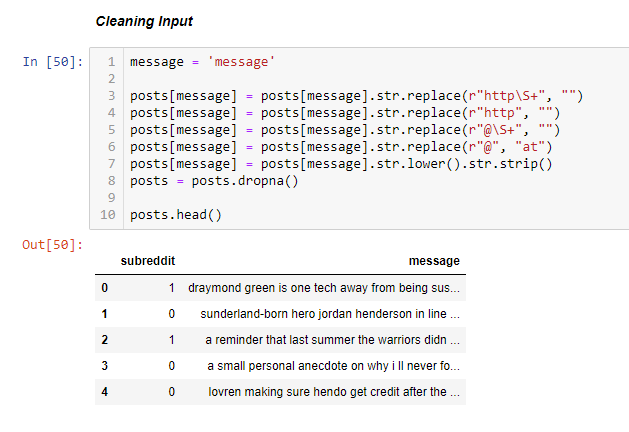 Cleaning Input
In [50]:
1 message = 'message'
2
3 posts[message] = posts[message].str.replace(r"http\S+", "")
4 posts[message] = posts[message].str.replace(r"http", "")
5 posts[message] = posts[message].str.replace(r"@\S+", "")
6 posts[message] = posts[message].str.replace(r"@", "at")
7 posts[message] = posts[message].str.lower().str.strip()
8 posts = posts.dropna()
9
10 posts.head()
Out[50]:
subreddit message
0 1 draymond green is one tech away from being sus...
1 0 sunderland-born hero jordan henderson in line ...
2 1 a reminder that last summer the warriors didn ...
3 0 a small personal anecdote on why i ll never fo...
4 0 lovren making sure hendo get credit after the ...